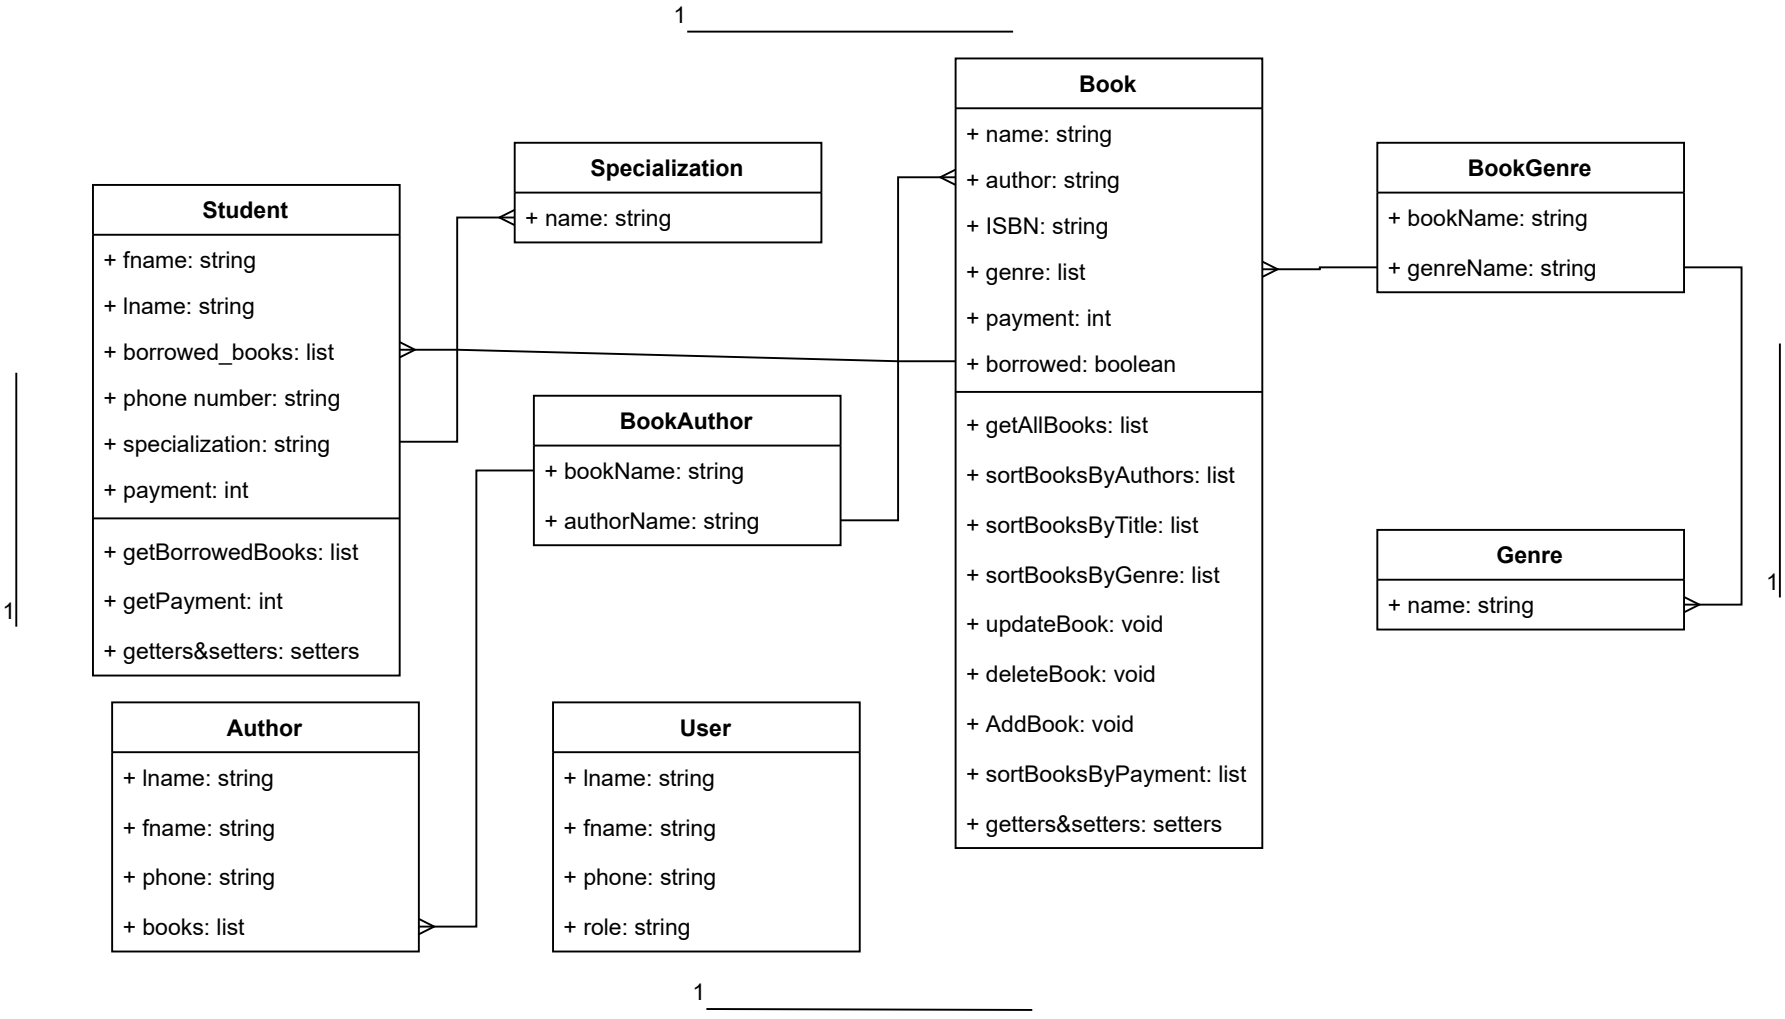 1
Book
+ name: string
+ author: string
+ ISBN: string
+ genre: list
+ payment: int
+ borrowed: boolean
+ getAllBooks: list
+ sortBooksByAuthors: list
+ sortBooksByTitle: list
+ sortBooksByGenre: list
+ updateBook: void
+ deleteBook: void
+ AddBook: void
+ sortBooksByPayment: list
+ getters&setters: setters
Specialization
+ name: string
BookGenre
+ bookName: string
+ genreName: string
Student
+ fname: string
+ lname: string
+ borrowed_books: list
+ phone number: string
+ specialization: string
+ payment: int
+ getBorrowedBooks: list
+ getPayment: int
+ getters&setters: setters
BookAuthor
+ bookName: string
+ authorName: string
Genre
+ name: string
1
1
Author
+ lname: string
+ fname: string
+ phone: string
+ books: list
User
+ lname: string
+ fname: string
+ phone: string
+ role: string
1